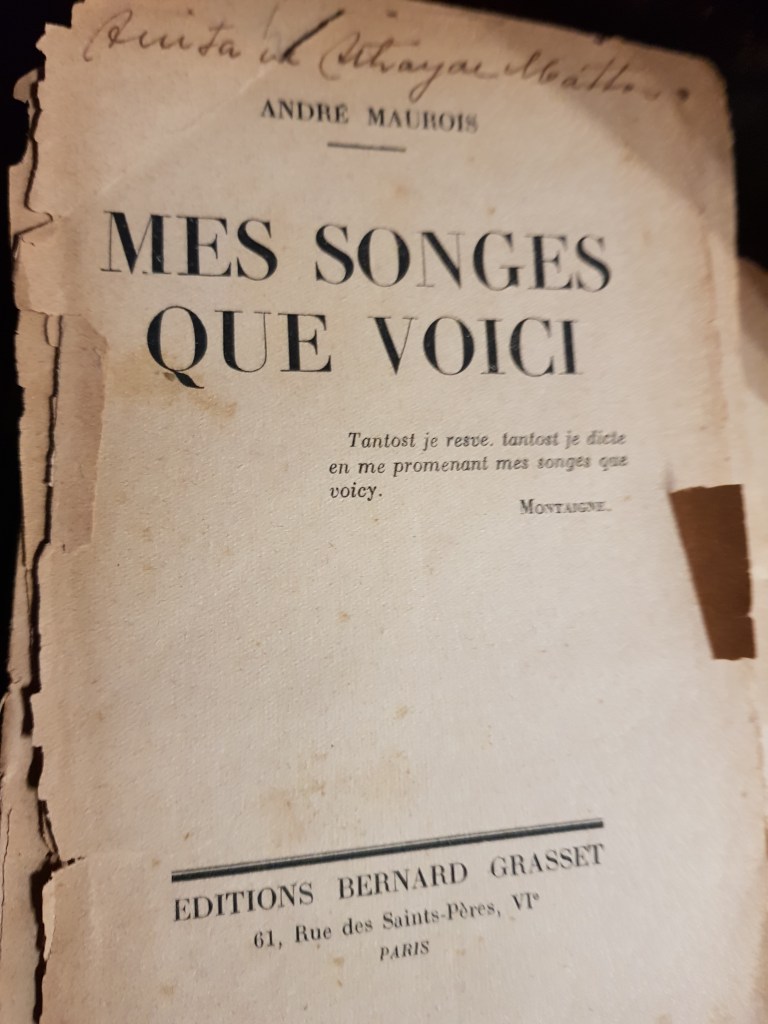 Anita
ANDRÉ MAUROIS
MES SONGES
QUE VOICI
Tantost je resve. tantost je dicte
en me promenant mes songes que
voicy.
MONTAIGNE.
EDITIONS BERNARD GRASSET
61, Rue des Saints-Pères, VIᵉ
PARIS